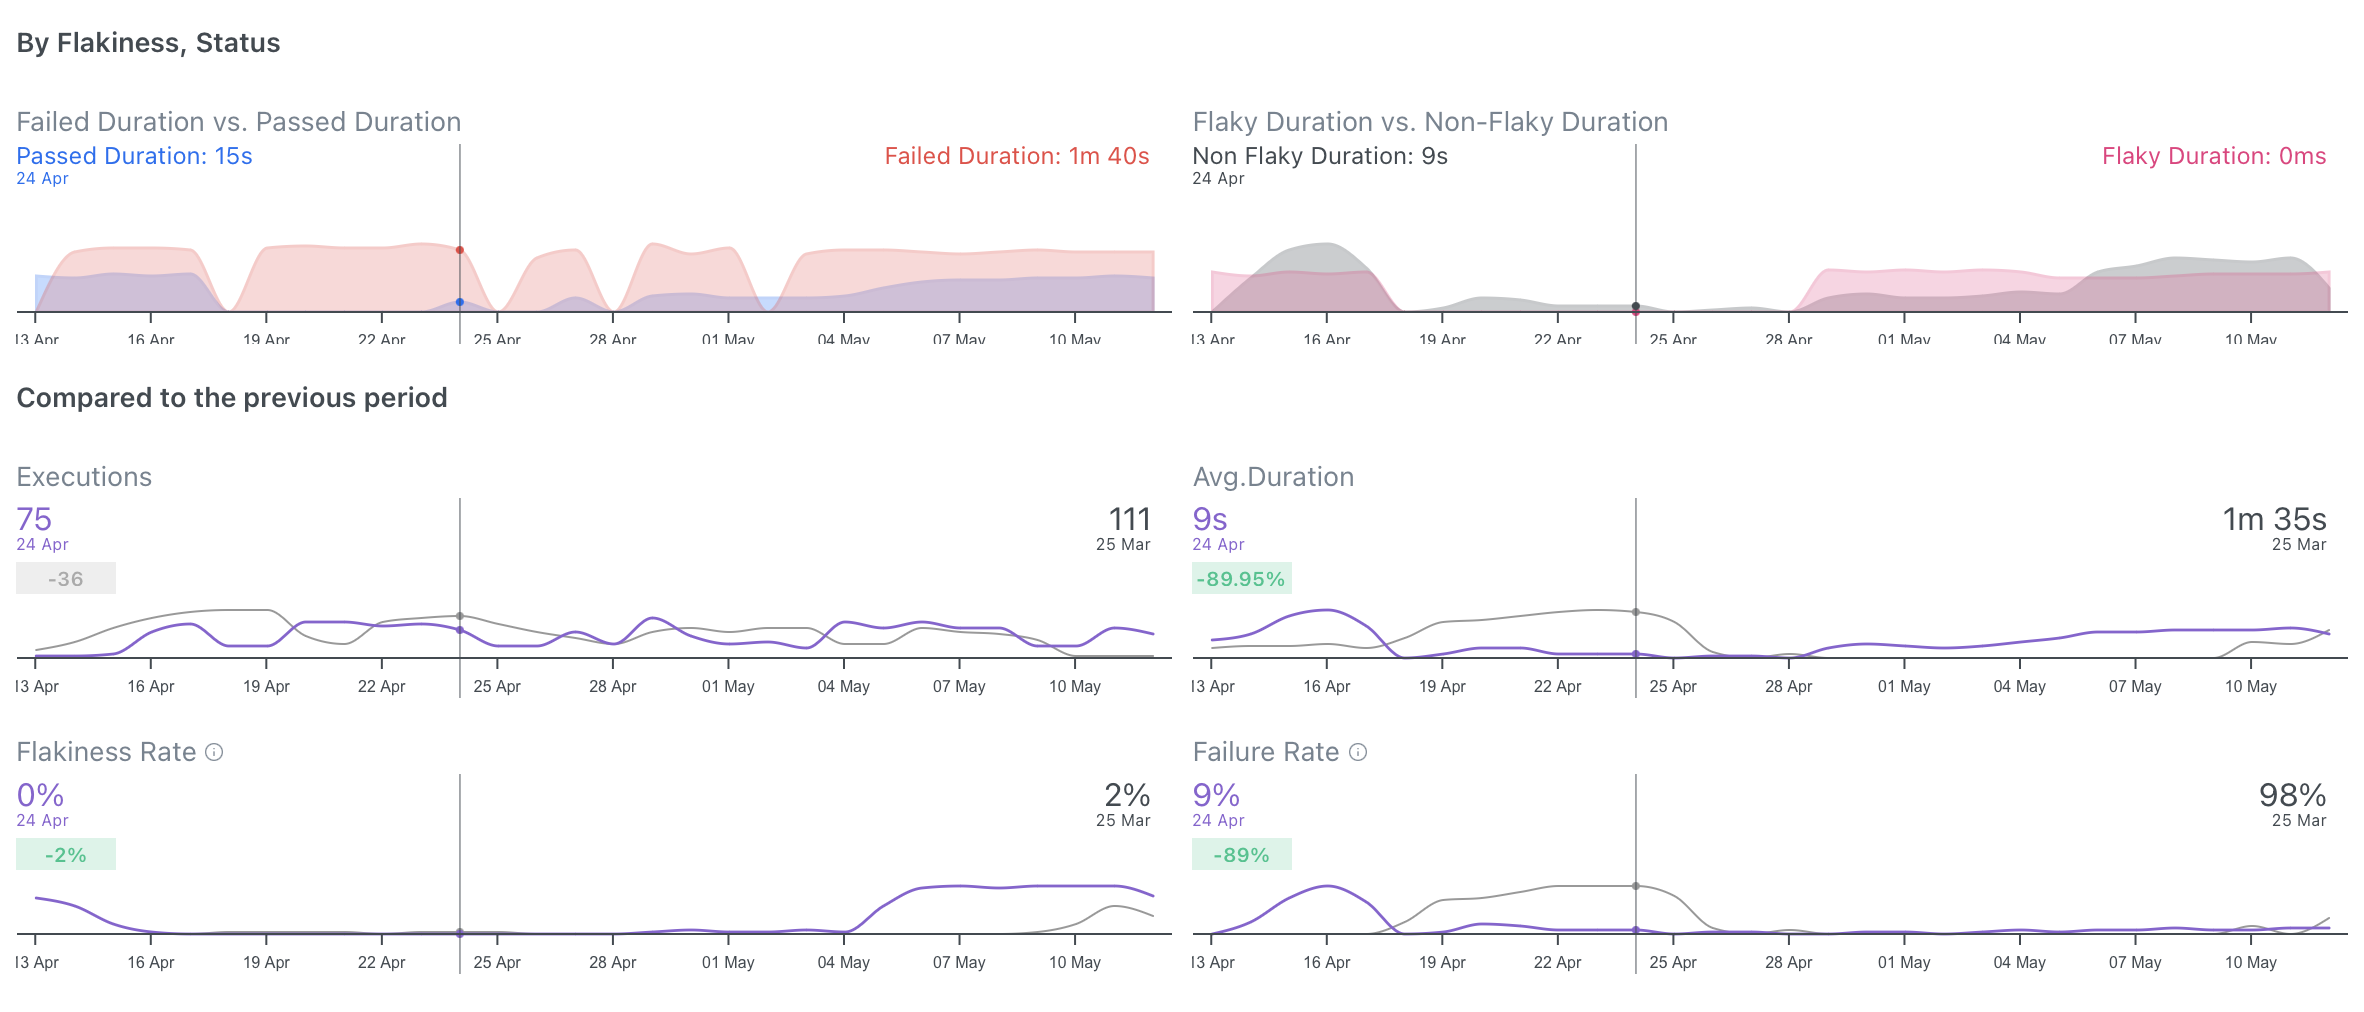 By Flakiness, Status
Failed Duration vs. Passed Duration
Passed Duration: 15s
Failed Duration: 1m 40s
24 Apr
13 Apr 16 Apr 19 Apr 22 Apr 25 Apr 28 Apr 01 May 04 May 07 May 10 May
Flaky Duration vs. Non-Flaky Duration
Non Flaky Duration: 9s
Flaky Duration: 0ms
24 Apr
13 Apr 16 Apr 19 Apr 22 Apr 25 Apr 28 Apr 01 May 04 May 07 May 10 May
Compared to the previous period
Executions
75
111
24 Apr
25 Mar
-36
13 Apr 16 Apr 19 Apr 22 Apr 25 Apr 28 Apr 01 May 04 May 07 May 10 May
Avg.Duration
9s
1m 35s
24 Apr
25 Mar
-89.95%
13 Apr 16 Apr 19 Apr 22 Apr 25 Apr 28 Apr 01 May 04 May 07 May 10 May
Flakiness Rate
0%
2%
24 Apr
25 Mar
-2%
13 Apr 16 Apr 19 Apr 22 Apr 25 Apr 28 Apr 01 May 04 May 07 May 10 May
Failure Rate
9%
98%
24 Apr
25 Mar
-89%
13 Apr 16 Apr 19 Apr 22 Apr 25 Apr 28 Apr 01 May 04 May 07 May 10 May